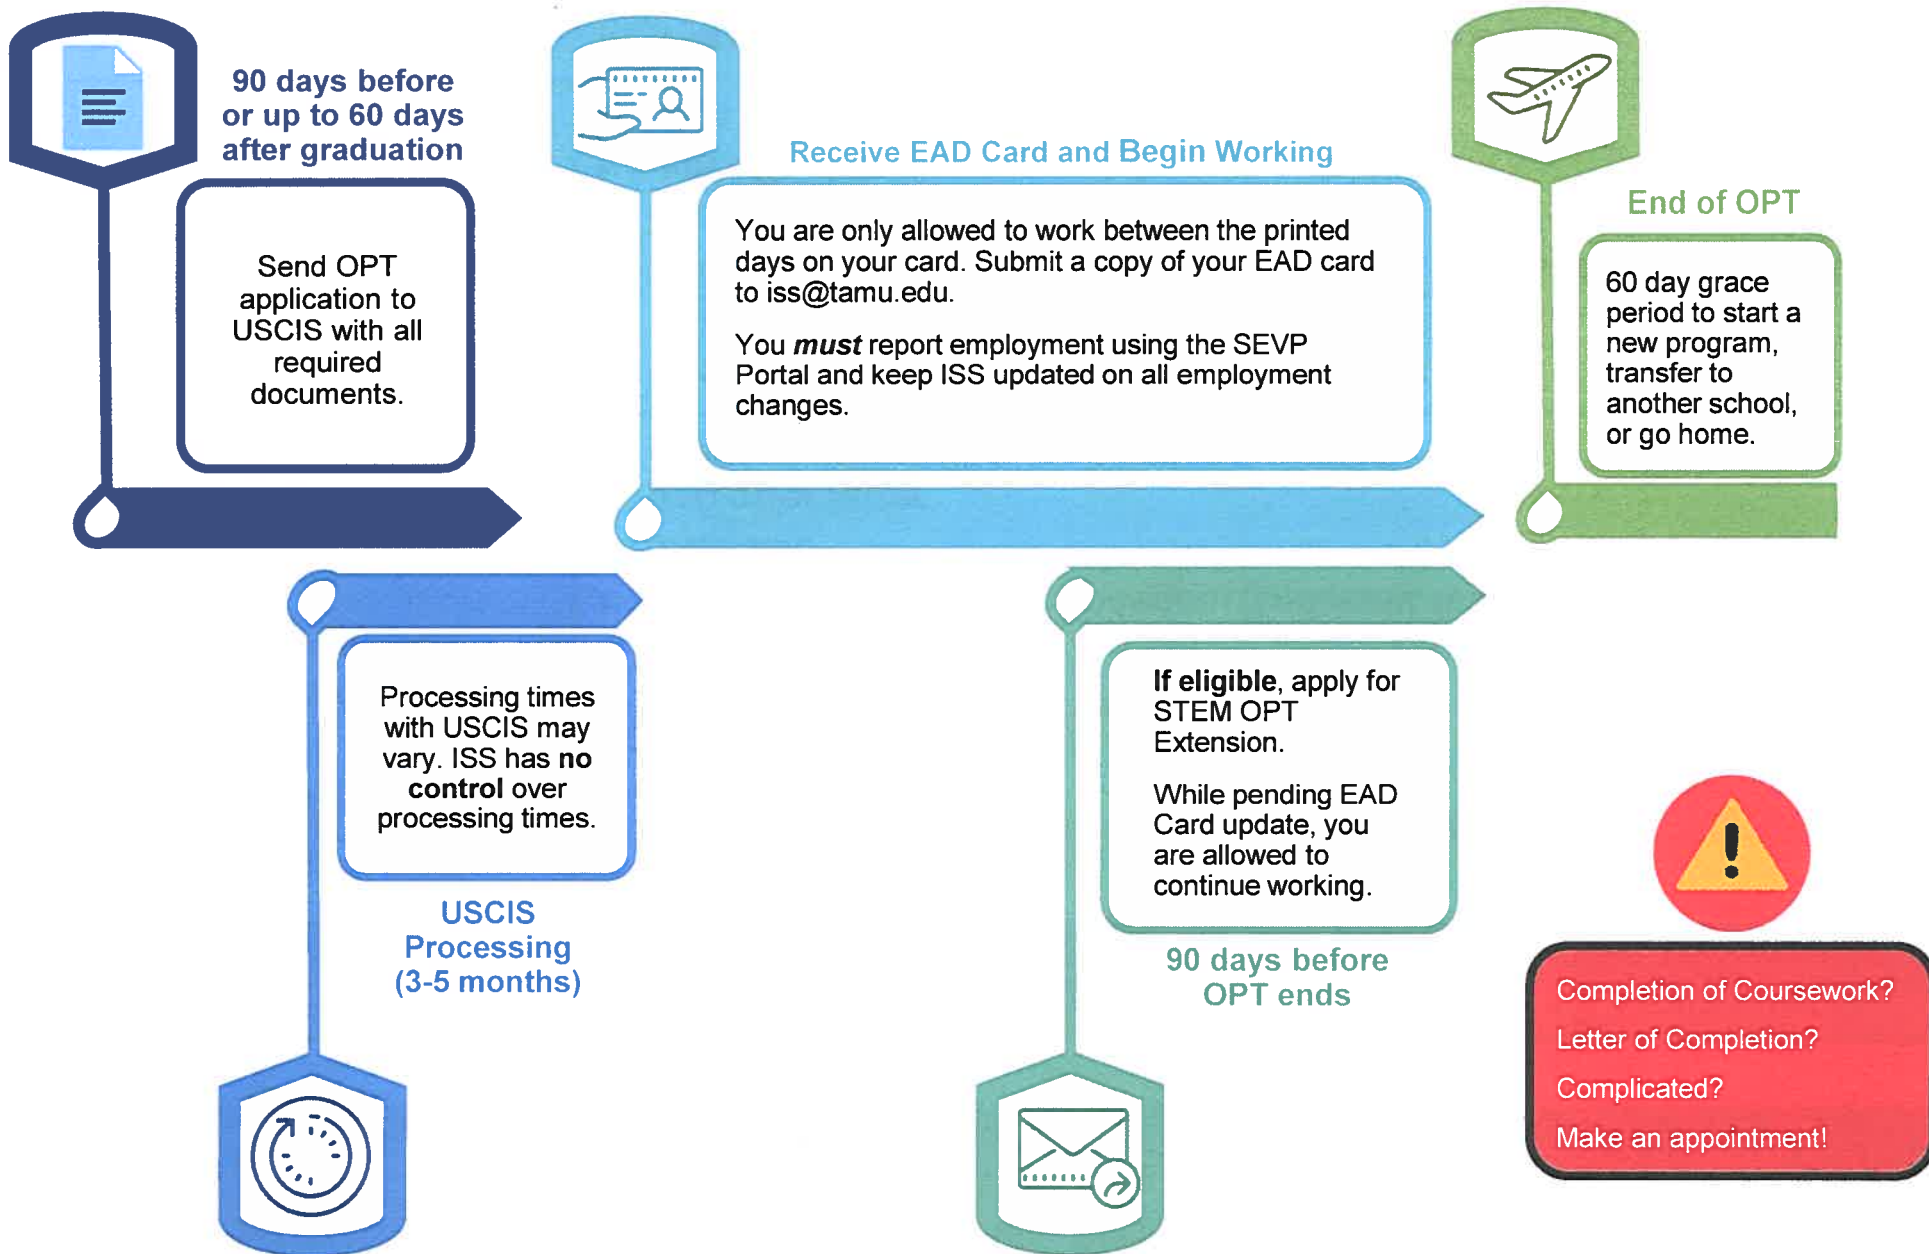 90 days before
or up to 60 days
after graduation
Send OPT
application to
USCIS with all
required
documents.
Processing times
with USCIS may
vary. ISS has no
control over
processing times.
USCIS
Processing
(3-5 months)
Receive EAD Card and Begin Working
You are only allowed to work between the printed
days on your card. Submit a copy of your EAD card
to iss@tamu.edu.
You must report employment using the SEVP
Portal and keep ISS updated on all employment
changes.
If eligible, apply for
STEM OPT
Extension.
While pending EAD
Card update, you
are allowed to
continue working.
90 days before
OPT ends
End of OPT
60 day grace
period to start a
new program,
transfer to
another school,
or go home.
Completion of Coursework?
Letter of Completion?
Complicated?
Make an appointment!